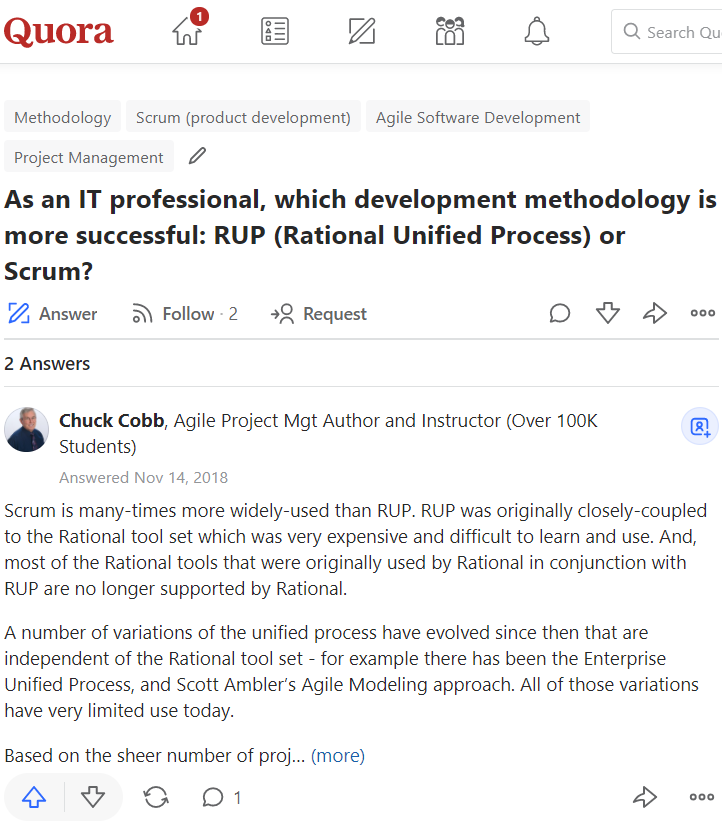 Quora
1
Search Qu
Methodology Scrum (product development) Agile Software Development
Project Management
As an IT professional, which development methodology is
more successful: RUP (Rational Unified Process) or
Scrum?
Answer Follow · 2 Request
2 Answers
Chuck Cobb, Agile Project Mgt Author and Instructor (Over 100K
Students)
Answered Nov 14, 2018
Scrum is many-times more widely-used than RUP. RUP was originally closely-coupled
to the Rational tool set which was very expensive and difficult to learn and use. And,
most of the Rational tools that were originally used by Rational in conjunction with
RUP are no longer supported by Rational.
A number of variations of the unified process have evolved since then that are
independent of the Rational tool set - for example there has been the Enterprise
Unified Process, and Scott Ambler’s Agile Modeling approach. All of those variations
have very limited use today.
Based on the sheer number of proj... (more)
1